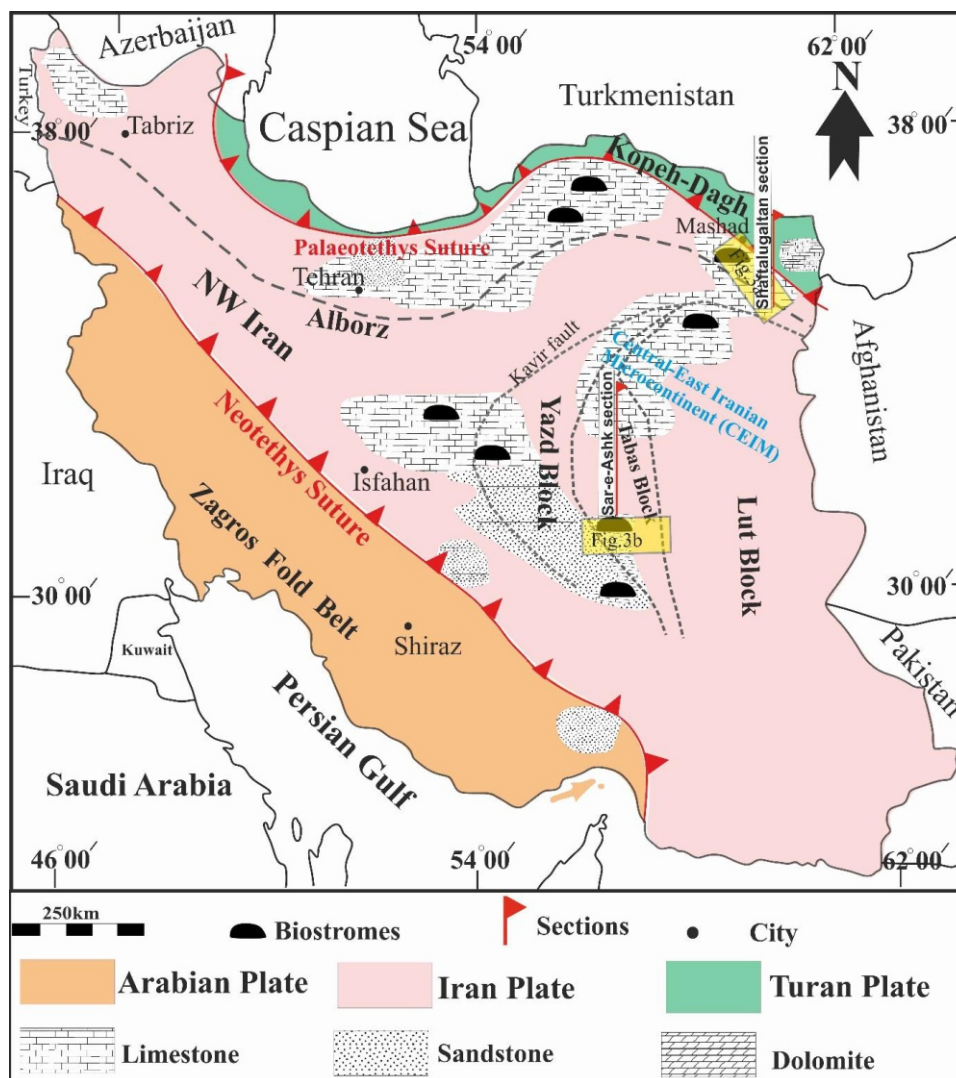 Azerbaijan
54°00′
62°00′
N
Turkey
38°00′
Tabriz
Caspian Sea
Turkmenistan
38°00′
Kopeh-Dagh
Shaftalugaltan section
Mashad
Palaeotethys Suture
Tehran
NW Iran
Alborz
Kavir fault
Central-East Iranian
Microcontinent (CEIM)
Afghanistan
Neotethys Suture
Iraq
Isfahan
Yazd Block
Sar-e-Ashk section
Tabas Block
Fig.3b
Lut Block
Zagros Fold Belt
30°00′
30°00′
Shiraz
Kuwait
Pakistan
Persian Gulf
Saudi Arabia
46°00′
54°00′
62°00′
250km
Biostromes
Sections
City
Arabian Plate
Iran Plate
Turan Plate
Limestone
Sandstone
Dolomite